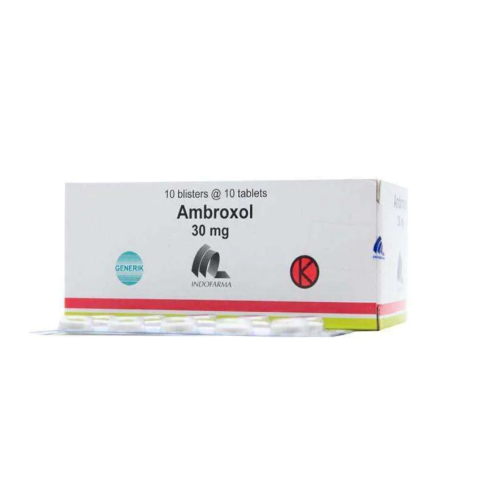 10 blisters @ 10 tablets
Ambroxol
30 mg
GENERIK
INDOFARMA
K